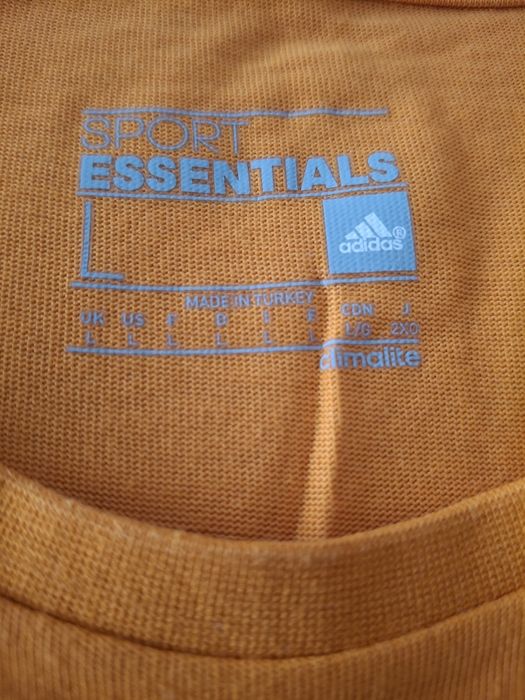 SPORT
ESSENTIALS
L
adidas®
MADE IN TURKEY
UK US F D I E CDN J
L L L L L L L/G 2XO
climalite